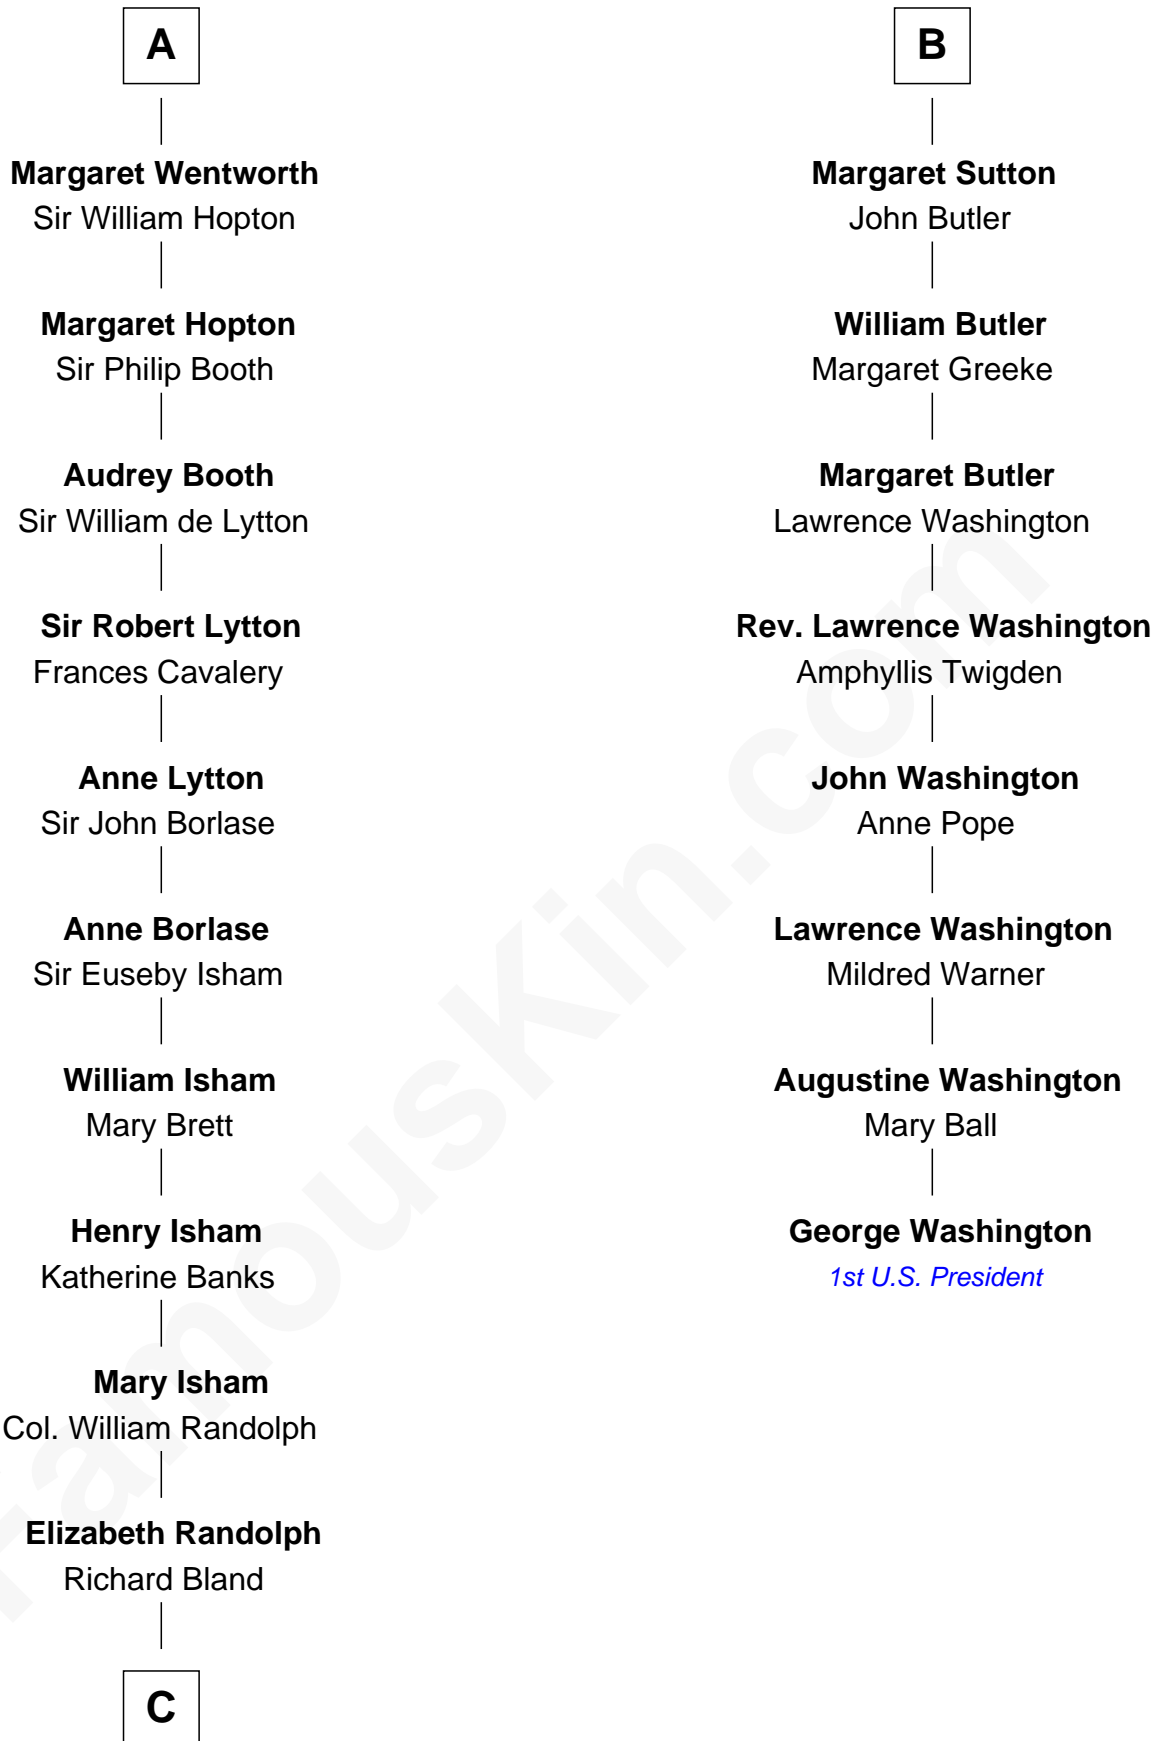 A
Margaret Wentworth
Sir William Hopton
Margaret Hopton
Sir Philip Booth
Audrey Booth
Sir William de Lytton
Sir Robert Lytton
Frances Cavalery
Anne Lytton
Sir John Borlase
Anne Borlase
Sir Euseby Isham
William Isham
Mary Brett
Henry Isham
Katherine Banks
Mary Isham
Col. William Randolph
Elizabeth Randolph
Richard Bland
C
B
Margaret Sutton
John Butler
William Butler
Margaret Greeke
Margaret Butler
Lawrence Washington
Rev. Lawrence Washington
Amphyllis Twigden
John Washington
Anne Pope
Lawrence Washington
Mildred Warner
Augustine Washington
Mary Ball
George Washington
1st U.S. President
FamousKin.com